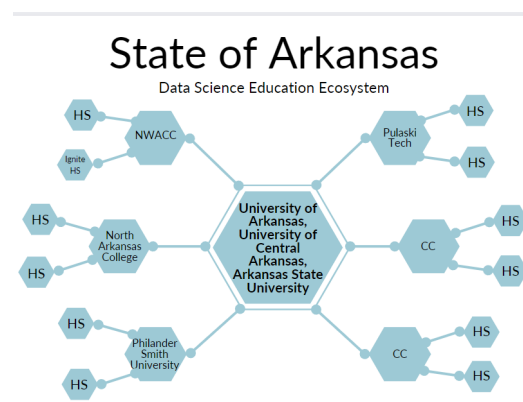 State of Arkansas
Data Science Education Ecosystem
HS
HS
NWACC
Pulaski
Tech
Ignite
HS
HS
University of
Arkansas,
University of
Central
Arkansas,
Arkansas State
University
HS
HS
North
Arkansas
College
CC
HS
HS
HS
HS
Philander
Smith
University
CC
HS
HS
HS